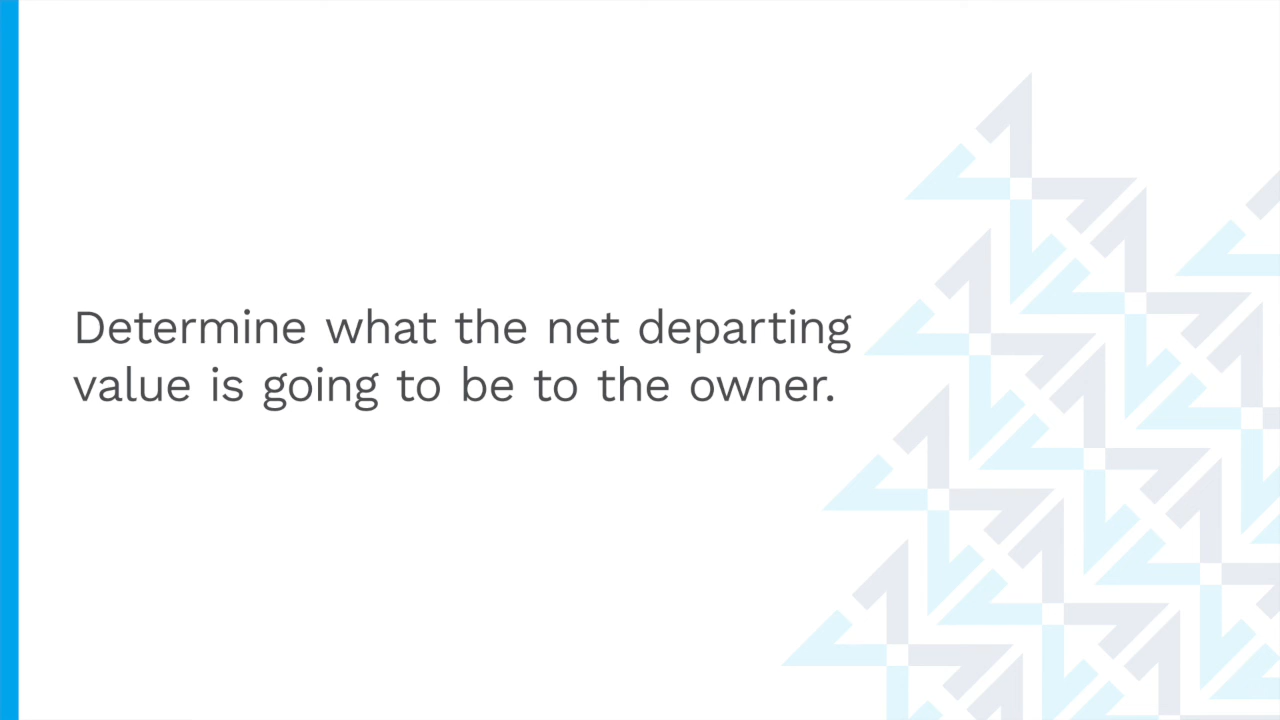 Determine what the net departing
value is going to be to the owner.